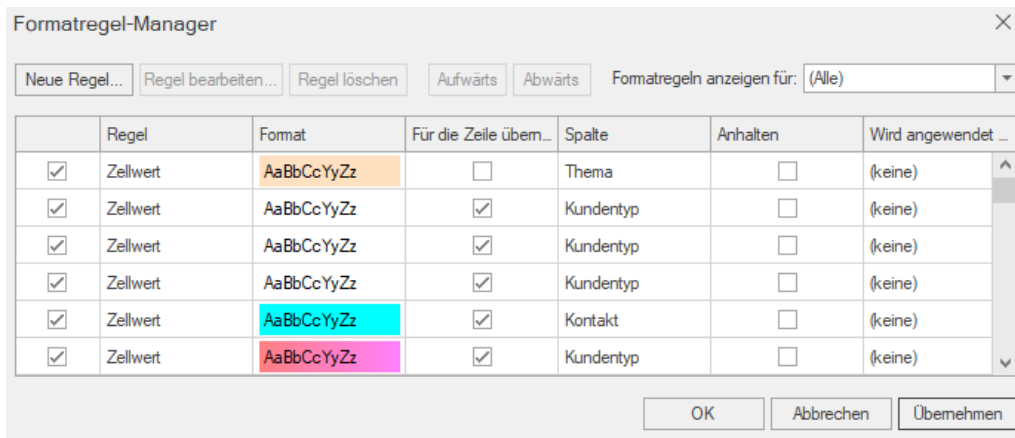 Formatregel-Manager
Neue Regel... Regel bearbeiten... Regel löschen Aufwärts Abwärts Formatregeln anzeigen für: (Alle)
Regel Format Für die Zeile übern... Spalte Anhalten Wird angewendet ...
Zellwert AaBbCcYyZz Thema (keine)
Zellwert AaBbCcYyZz Kundentyp (keine)
Zellwert AaBbCcYyZz Kundentyp (keine)
Zellwert AaBbCcYyZz Kundentyp (keine)
Zellwert AaBbCcYyZz Kontakt (keine)
Zellwert AaBbCcYyZz Kundentyp (keine)
OK Abbrechen Übernehmen